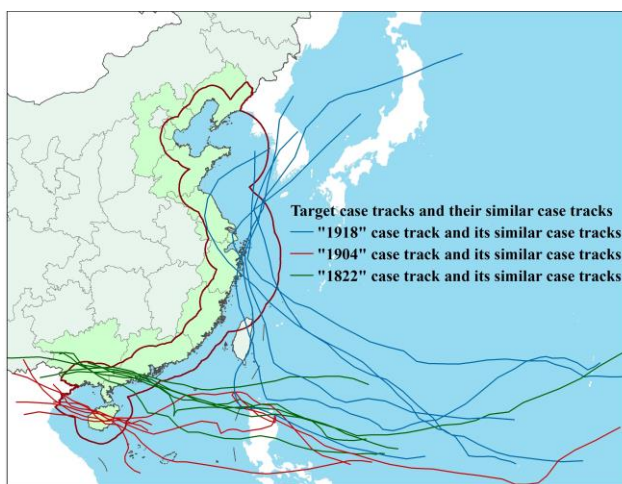 Target case tracks and their similar case tracks
"1918" case track and its similar case tracks
"1904" case track and its similar case tracks
"1822" case track and its similar case tracks